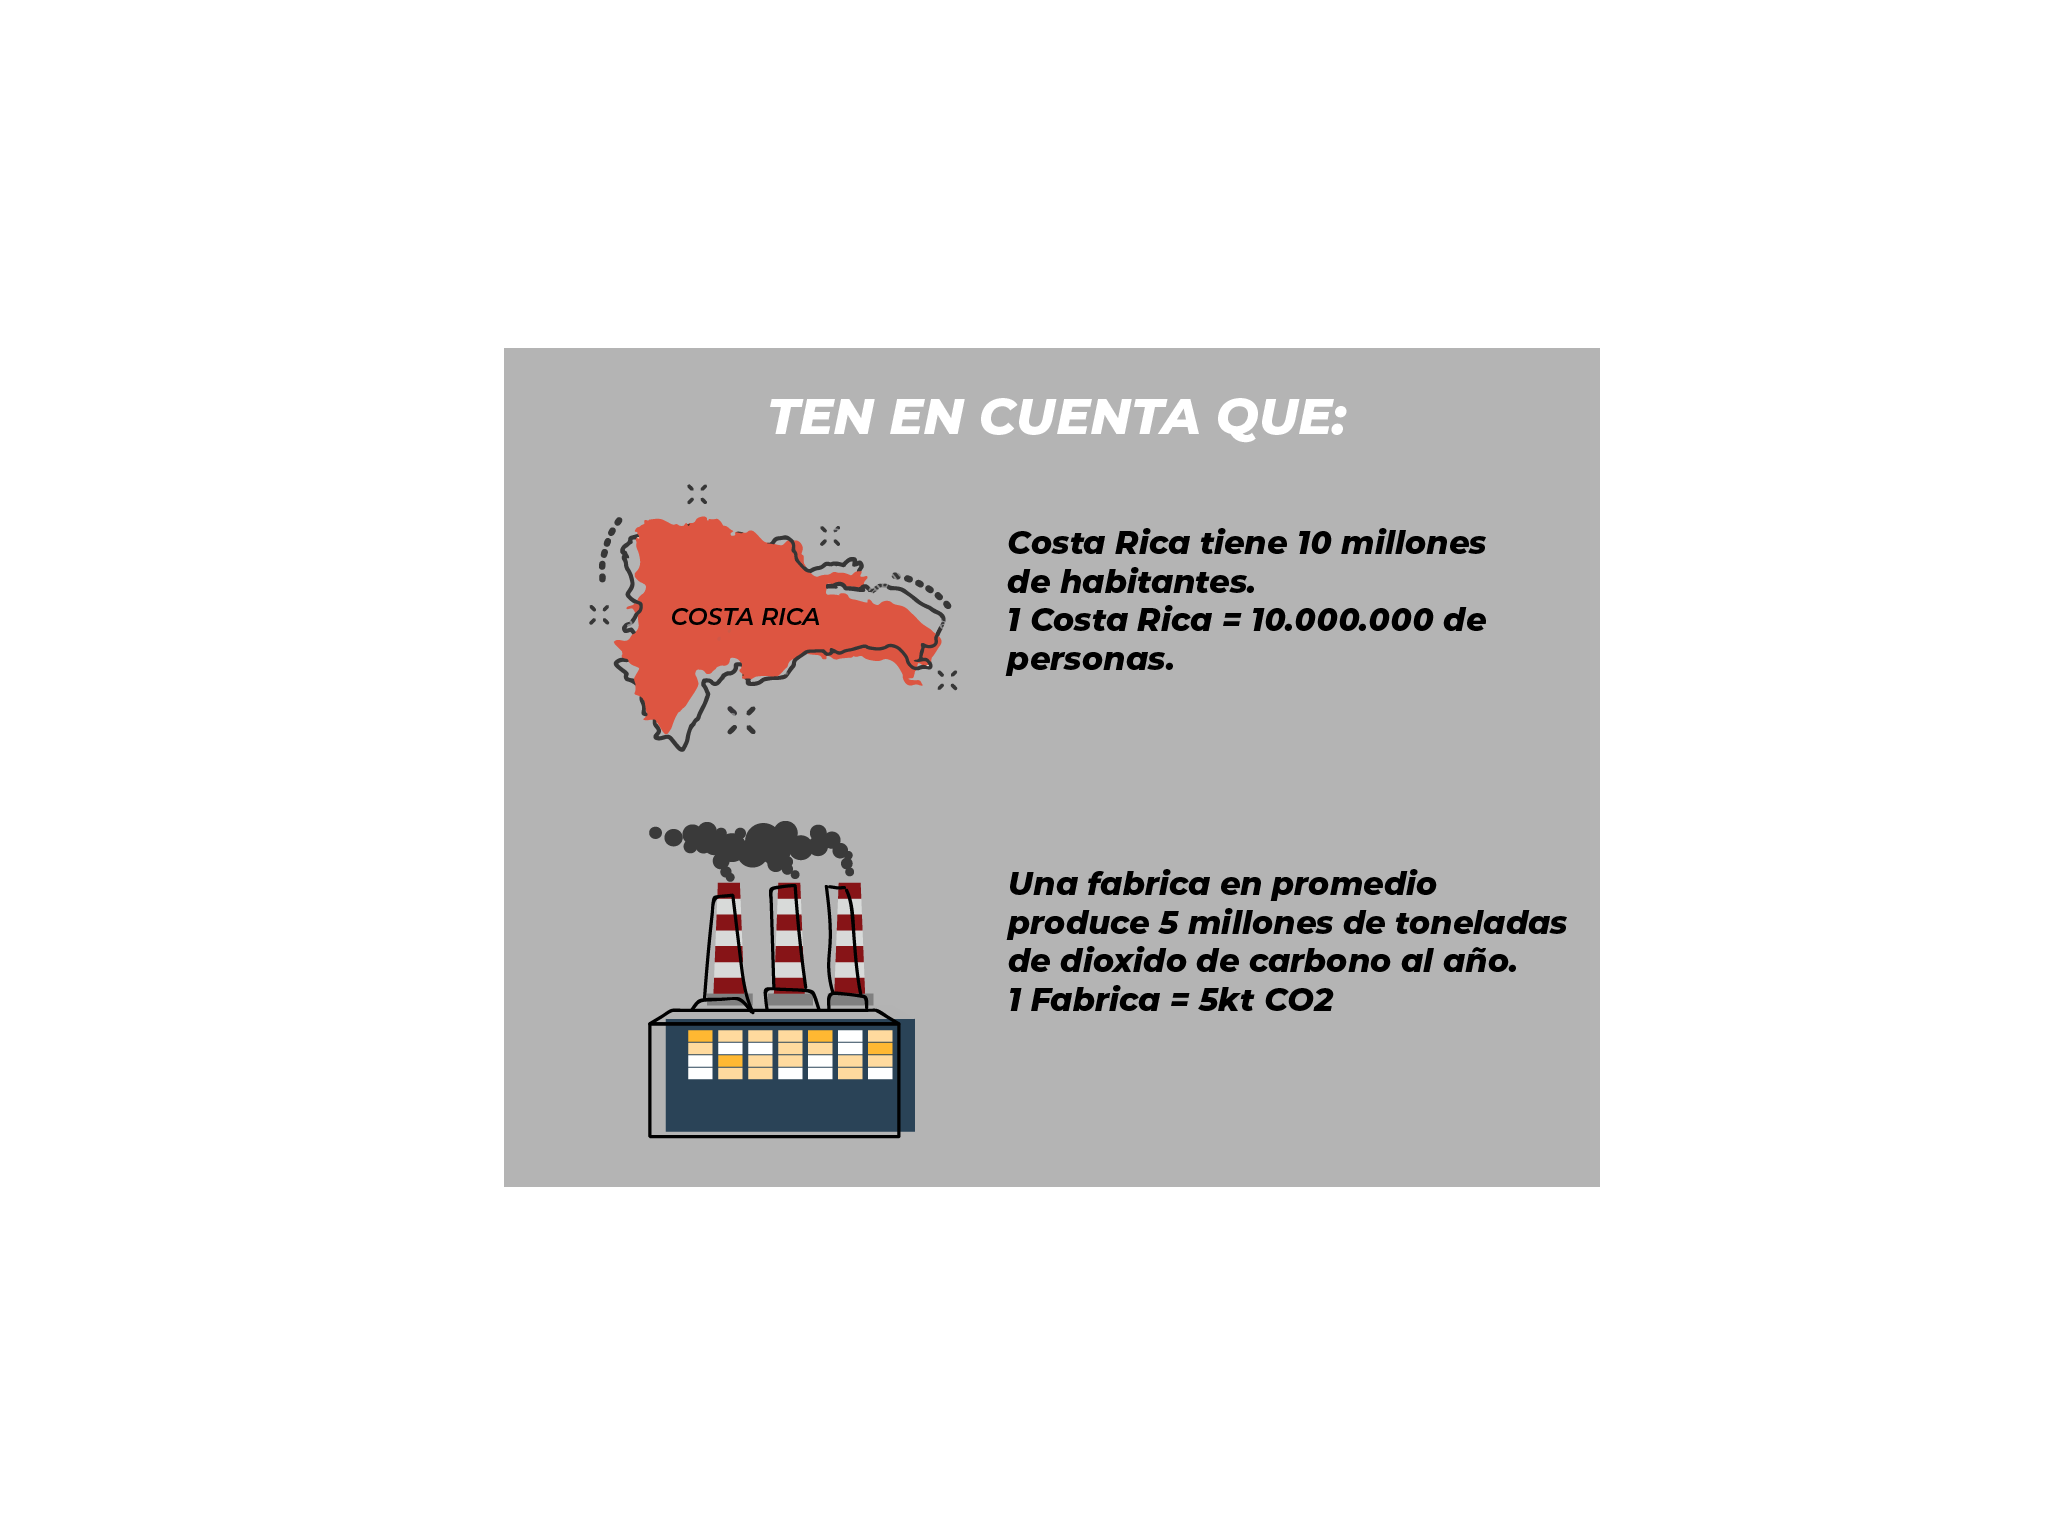 TEN EN CUENTA QUE:
COSTA RICA
Costa Rica tiene 10 millones
de habitantes.
1 Costa Rica = 10.000.000 de
personas.
Una fabrica en promedio
produce 5 millones de toneladas
de dioxido de carbono al año.
1 Fabrica = 5kt CO2